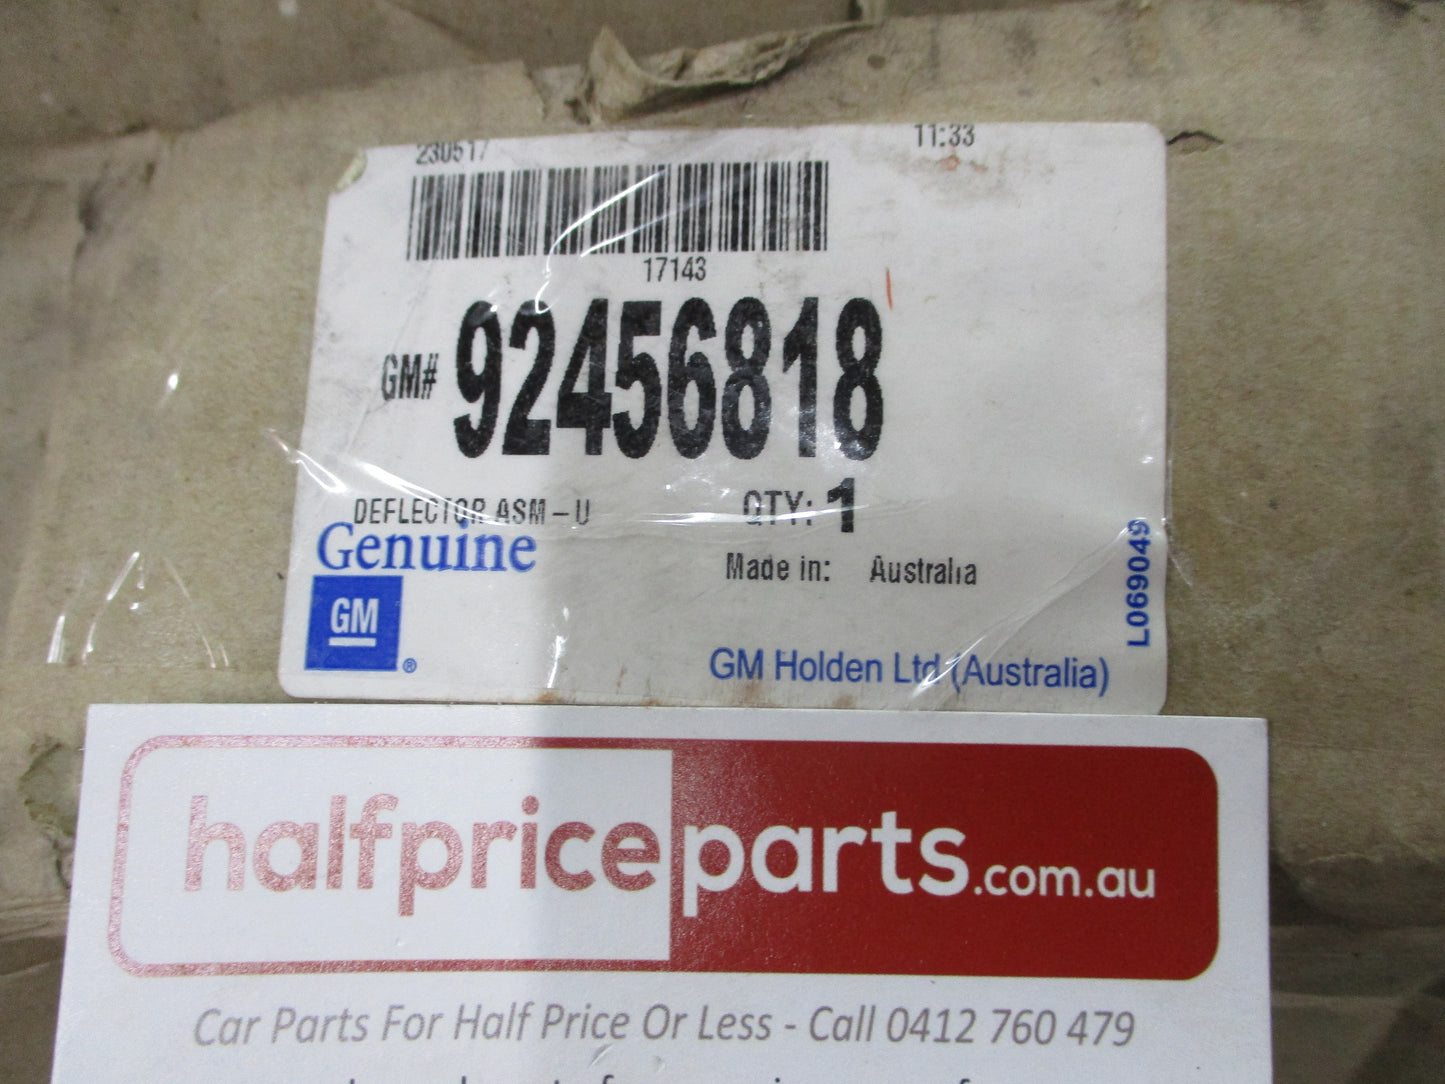 230517 11:33
17143
GM# 92456818
DEFLECTOR ASM – U QTY: 1
Genuine
Made in: Australia
GM ®
GM Holden Ltd (Australia)
L069049
halfpriceparts.com.au
Car Parts For Half Price Or Less - Call 0412 760 479